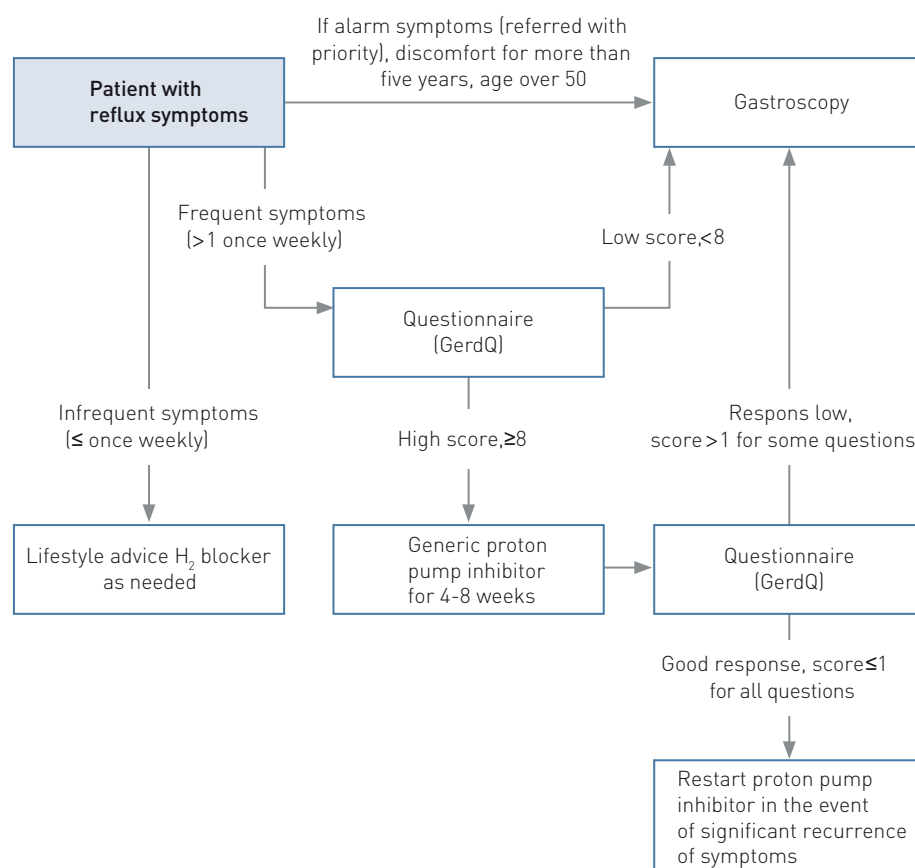 If alarm symptoms (referred with
priority), discomfort for more than
five years, age over 50
Patient with
reflux symptoms
Gastroscopy
Frequent symptoms
(>1 once weekly)
Low score,<8
Questionnaire
(GerdQ)
Infrequent symptoms
(≤ once weekly)
High score,≥8
Respons low,
score >1 for some questions
Lifestyle advice H₂ blocker
as needed
Generic proton
pump inhibitor
for 4-8 weeks
Questionnaire
(GerdQ)
Good response, score≤1
for all questions
Restart proton pump
inhibitor in the event
of significant recurrence
of symptoms